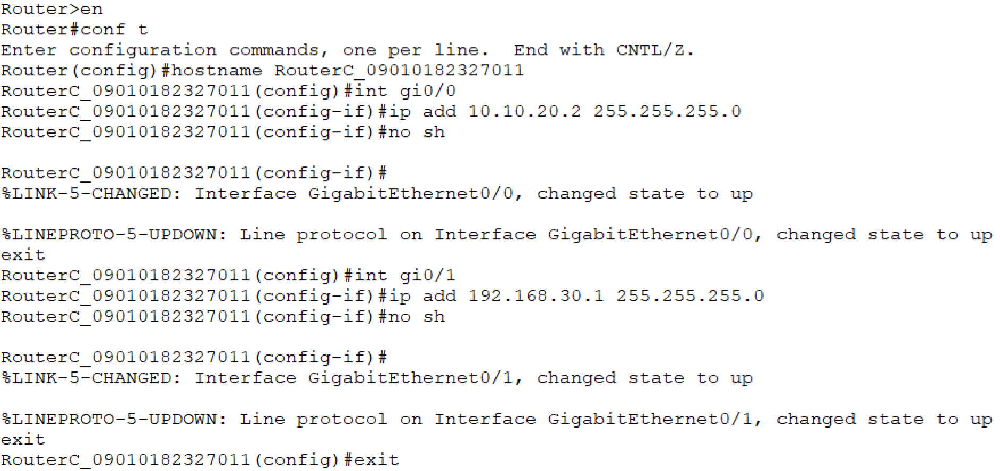 Router>en
Router#conf t
Enter configuration commands, one per line.  End with CNTL/Z.
Router(config)#hostname RouterC_09010182327011
RouterC_09010182327011(config)#int gi0/0
RouterC_09010182327011(config-if)#ip add 10.10.20.2 255.255.255.0
RouterC_09010182327011(config-if)#no sh
RouterC_09010182327011(config-if)#
%LINK-5-CHANGED: Interface GigabitEthernet0/0, changed state to up
%LINEPROTO-5-UPDOWN: Line protocol on Interface GigabitEthernet0/0, changed state to up
exit
RouterC_09010182327011(config)#int gi0/1
RouterC_09010182327011(config-if)#ip add 192.168.30.1 255.255.255.0
RouterC_09010182327011(config-if)#no sh
RouterC_09010182327011(config-if)#
%LINK-5-CHANGED: Interface GigabitEthernet0/1, changed state to up
%LINEPROTO-5-UPDOWN: Line protocol on Interface GigabitEthernet0/1, changed state to up
exit
RouterC_09010182327011(config)#exit